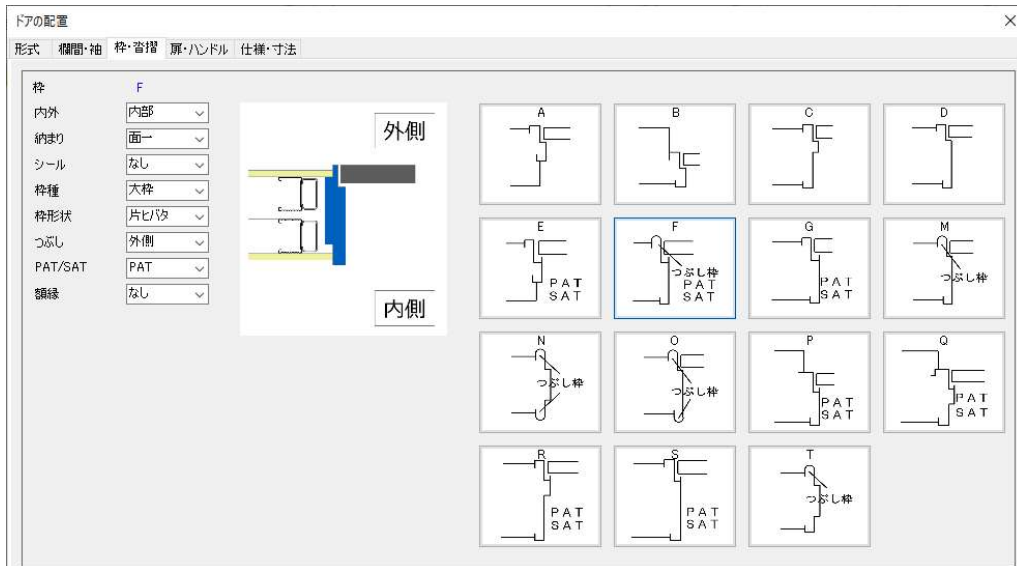 ドアの配置
形式 欄間・袖 枠・沓摺 扉・ハンドル 仕様・寸法
枠 F
内外 内部
納まり 面一
シール なし
枠種 大枠
枠形状 片ヒバタ
つぶし 外側
PAT/SAT PAT
額縁 なし
外側
内側
A B C D
E F G M
PAT
SAT
つぶし枠
PAT
SAT
PAT
SAT
つぶし枠
N O P Q
つぶし枠
つぶし枠
PAT
SAT
PAT
SAT
R S T
PAT
SAT
PAT
SAT
つぶし枠